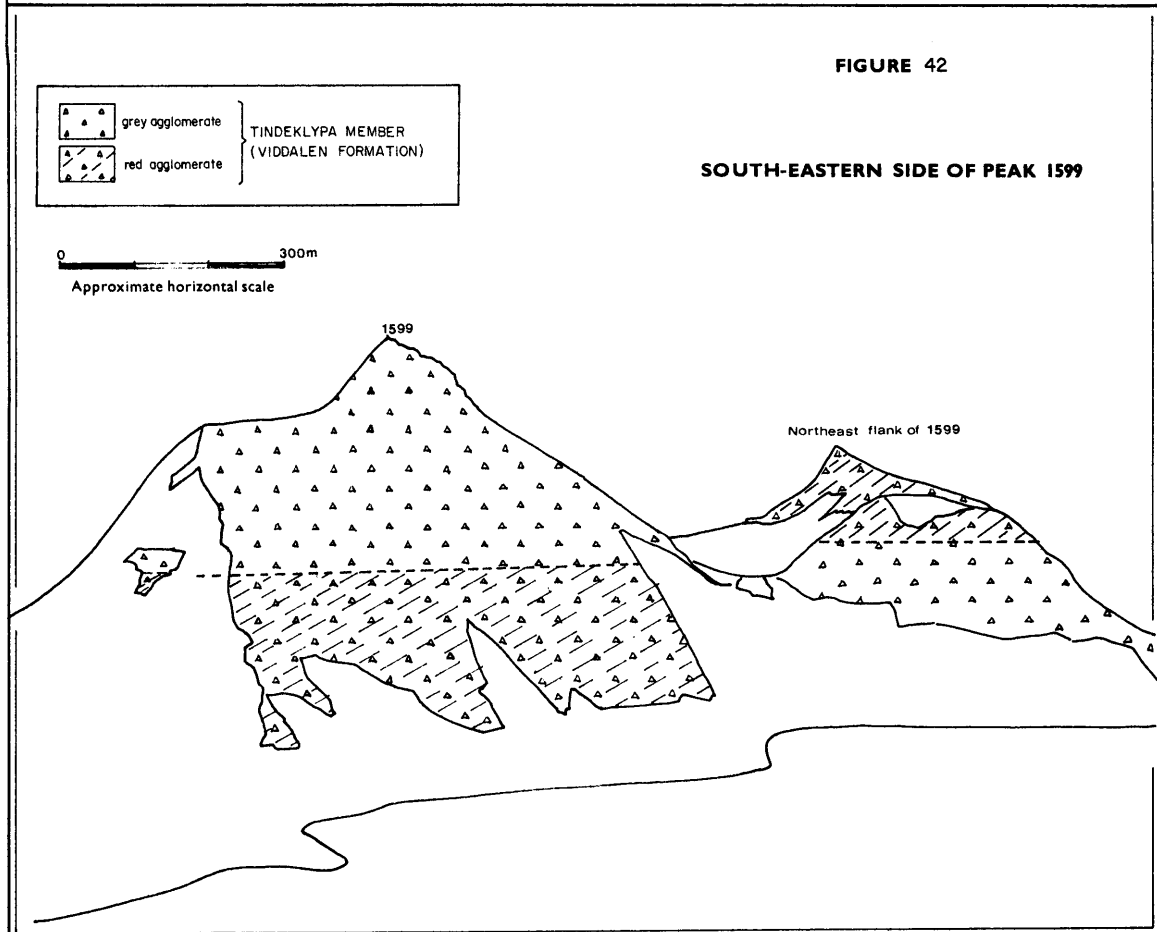 FIGURE 42
SOUTH-EASTERN SIDE OF PEAK 1599
grey agglomerate
red agglomerate
TINDEKLYPA MEMBER
(VIDDALEN FORMATION)
0 300m
Approximate horizontal scale
1599
Northeast flank of 1599